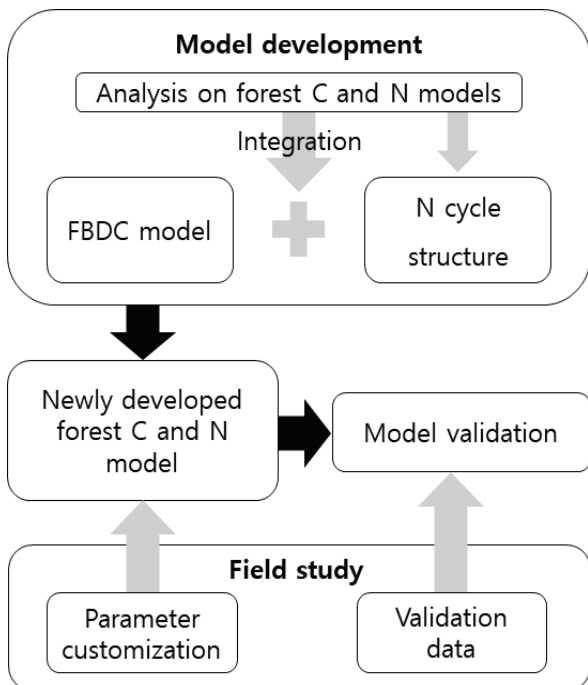 Model development
Analysis on forest C and N models
Integration
FBDC model
N cycle
structure
Newly developed
forest C and N
model
Model validation
Field study
Parameter
customization
Validation
data